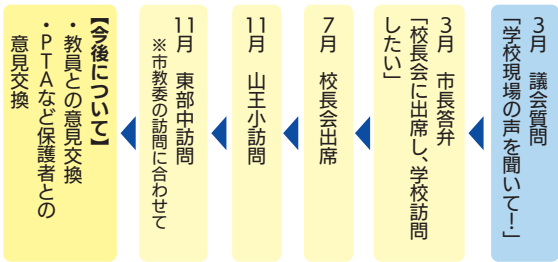 3月　議会質問
「学校現場の声を聞いて！」
3月　市長答弁
「校長会に出席し、学校訪問
したい」
7月　校長会出席
11月　山王小訪問
11月　東部中訪問
※市教委の訪問に合わせて
【今後について】
・教員との意見交換
・PTAなど保護者との
意見交換